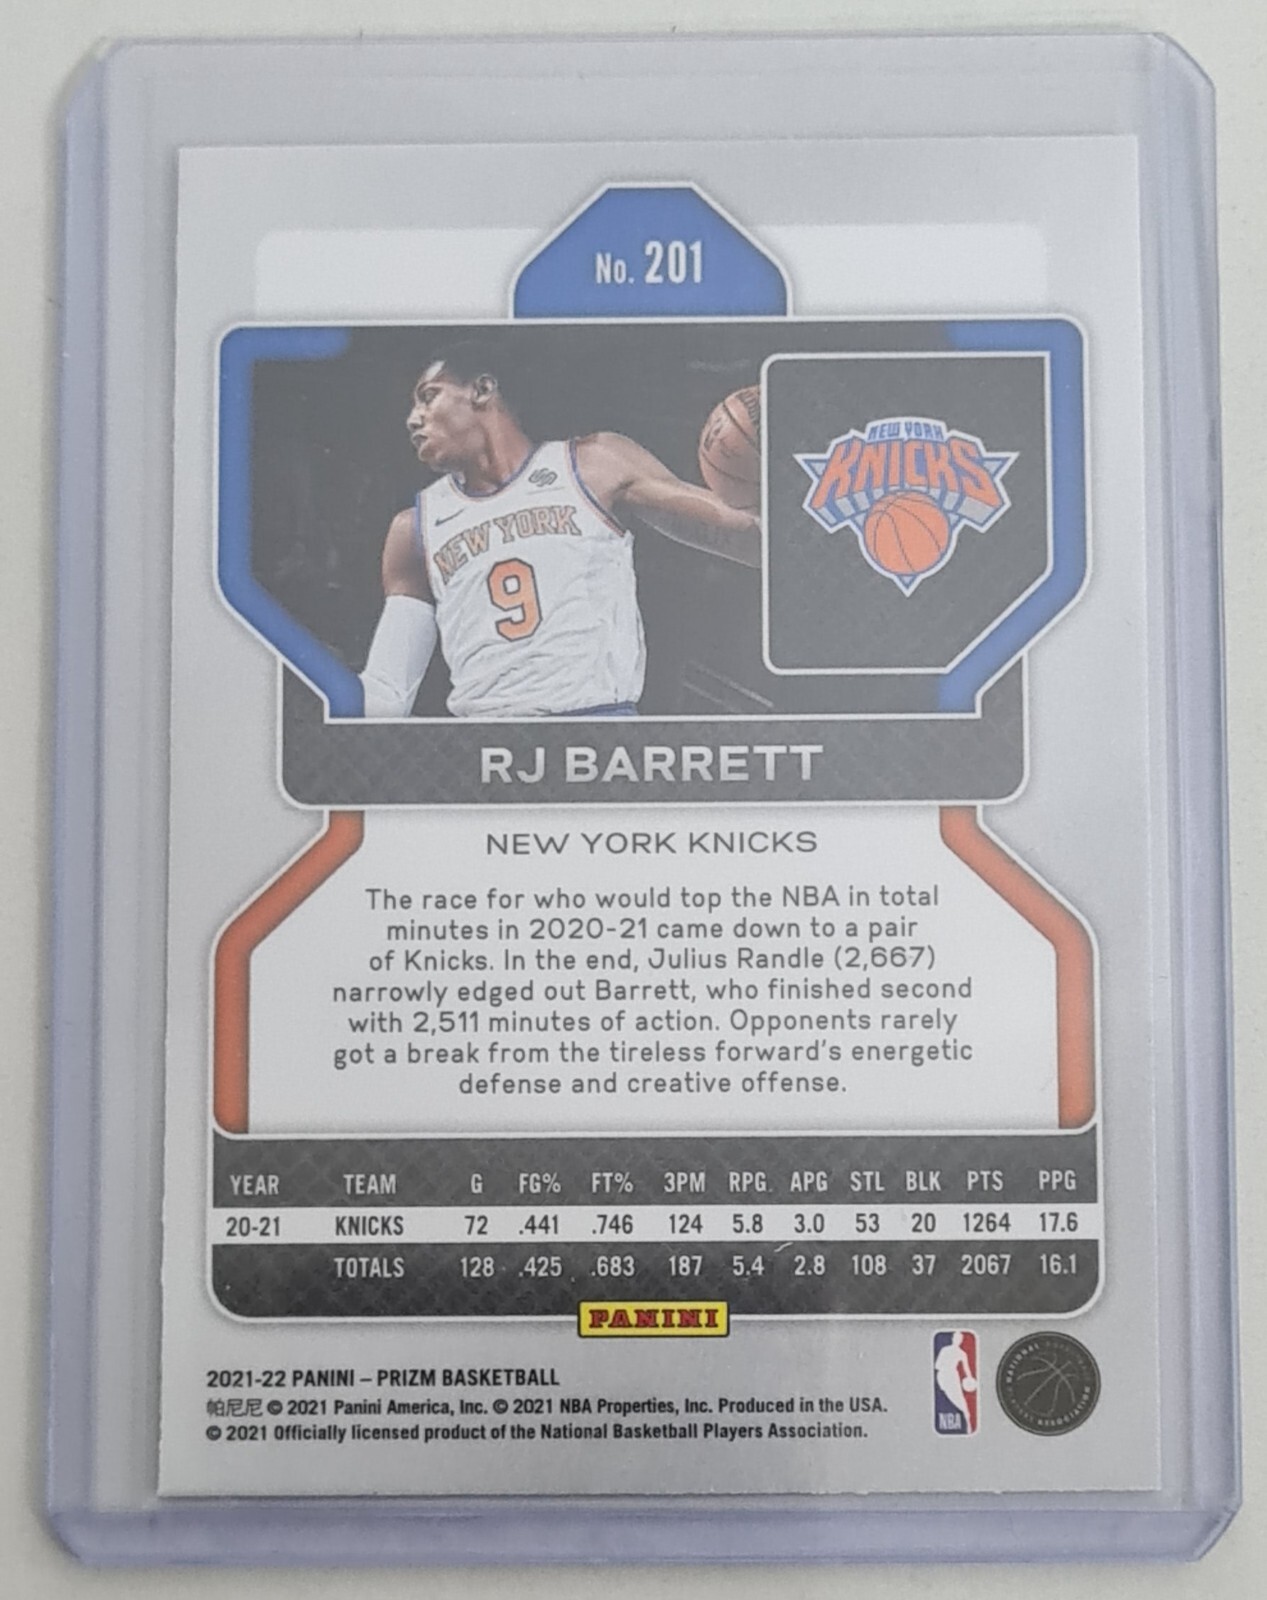 No. 201
NEW YORK
KNICKS
NEW YORK
9
RJ BARRETT
NEW YORK KNICKS
The race for who would top the NBA in total
minutes in 2020-21 came down to a pair
of Knicks. In the end, Julius Randle (2,667)
narrowly edged out Barrett, who finished second
with 2,511 minutes of action. Opponents rarely
got a break from the tireless forward's energetic
defense and creative offense.
YEAR TEAM G FG% FT% 3PM RPG APG STL BLK PTS PPG
20-21 KNICKS 72 .441 .746 124 5.8 3.0 53 20 1264 17.6
TOTALS 128 .425 .683 187 5.4 2.8 108 37 2067 16.1
PANINI
2021-22 PANINI – PRIZM BASKETBALL
帕尼尼 © 2021 Panini America, Inc. © 2021 NBA Properties, Inc. Produced in the USA.
© 2021 Officially licensed product of the National Basketball Players Association.
NBA
NATIONAL BASKETBALL PLAYERS ASSOCIATION